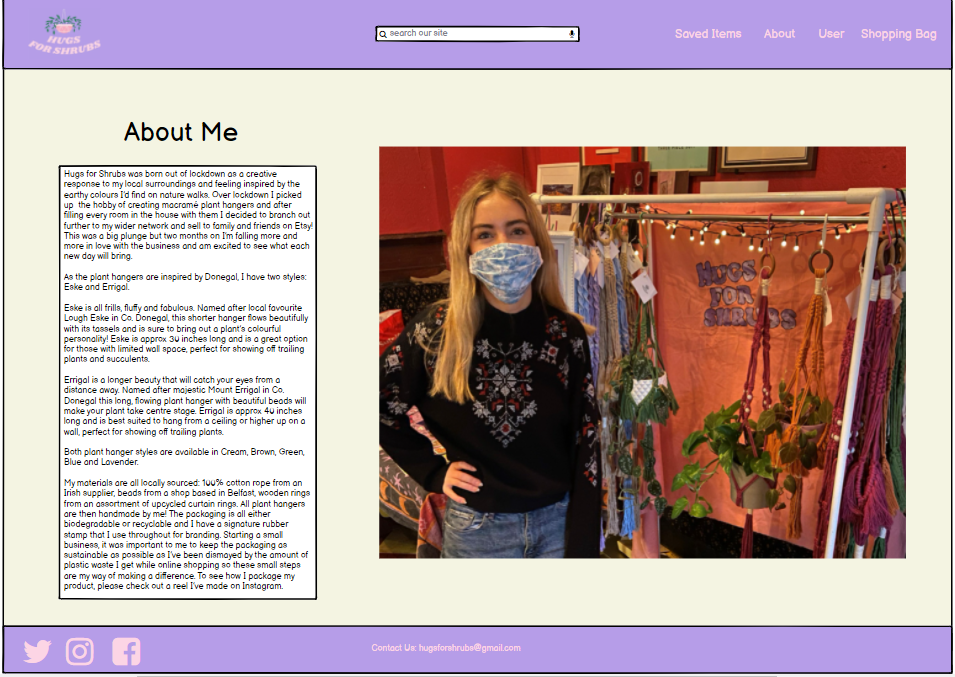 HUGS
FOR SHRUBS
search our site
Saved Items
About
User
Shopping Bag
About Me
Hugs for Shrubs was born out of lockdown as a creative
response to my local surroundings and feeling inspired by the
earthy colours I'd find on nature walks. Over lockdown I picked
up the hobby of creating macramé plant hangers and after
filling every room in the house with them I decided to branch out
further to my wider network and sell to family and friends on Etsy!
This was a big plunge but two months on I'm falling more and
more in love with the business and am excited to see what each
new day will bring.
As the plant hangers are inspired by Donegal, I have two styles:
Eske and Errigal.
Eske is all frills, fluffy and fabulous. Named after local favourite
Lough Eske in Co. Donegal, this shorter hanger flows beautifully
with its tassels and is sure to bring out a plant's colourful
personality! Eske is approx 30 inches long and is a great option
for those with limited wall space, perfect for showing off trailing
plants and succulents.
Errigal is a longer beauty that will catch your eyes from a
distance away. Named after majestic Mount Errigal in Co.
Donegal this long, flowing plant hanger with beautiful beads will
make your plant take centre stage. Errigal is approx 40 inches
long and is best suited to hang from a ceiling or higher up on a
wall, perfect for showing off trailing plants.
Both plant hanger styles are available in Cream, Brown, Green,
Blue and Lavender.
My materials are all locally sourced: 100% cotton rope from an
Irish supplier, beads from a shop based in Belfast, wooden rings
from an assortment of upcycled curtain rings. All plant hangers
are then handmade by me! The packaging is all either
biodegradable or recyclable and I have a signature rubber
stamp that I use throughout for branding. Starting a small
business, it was important to me to keep the packaging as
sustainable as possible as I've been dismayed by the amount of
plastic waste I get while online shopping so these small steps
are my way of making a difference. To see how I package my
product, please check out a reel I've made on Instagram.
HUGS
FOR
SHRUBS
Contact Us: hugsforshrubs@gmail.com